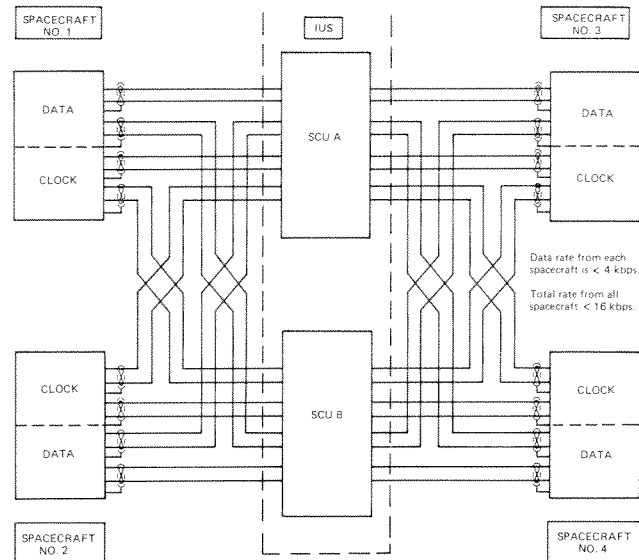 SPACECRAFT
NO. 1
IUS
SPACECRAFT
NO. 3
DATA
CLOCK
SCU A
DATA
CLOCK
Data rate from each
spacecraft is < 4 kbps.
Total rate from all
spacecraft < 16 kbps.
CLOCK
DATA
SCU B
CLOCK
DATA
SPACECRAFT
NO. 2
SPACECRAFT
NO. 4